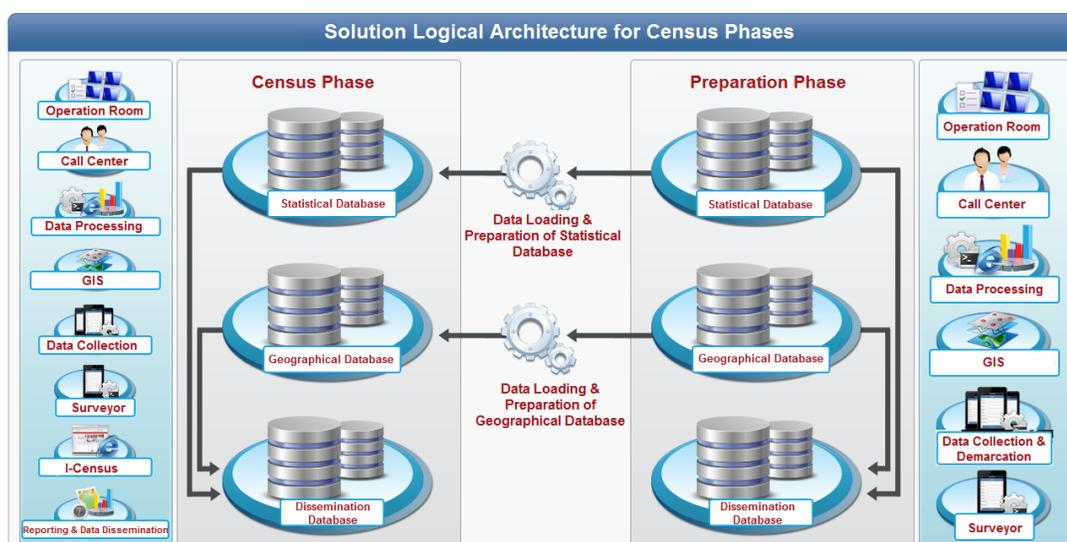 Solution Logical Architecture for Census Phases
Operation Room
Call Center
Data Processing
GIS
Data Collection
Surveyor
I-Census
Reporting & Data Dissemination
Census Phase
Statistical Database
Geographical Database
Dissemination
Database
Data Loading &
Preparation of Statistical
Database
Data Loading &
Preparation of
Geographical Database
Preparation Phase
Statistical Database
Geographical Database
Dissemination
Database
Operation Room
Call Center
Data Processing
GIS
Data Collection &
Demarcation
Surveyor